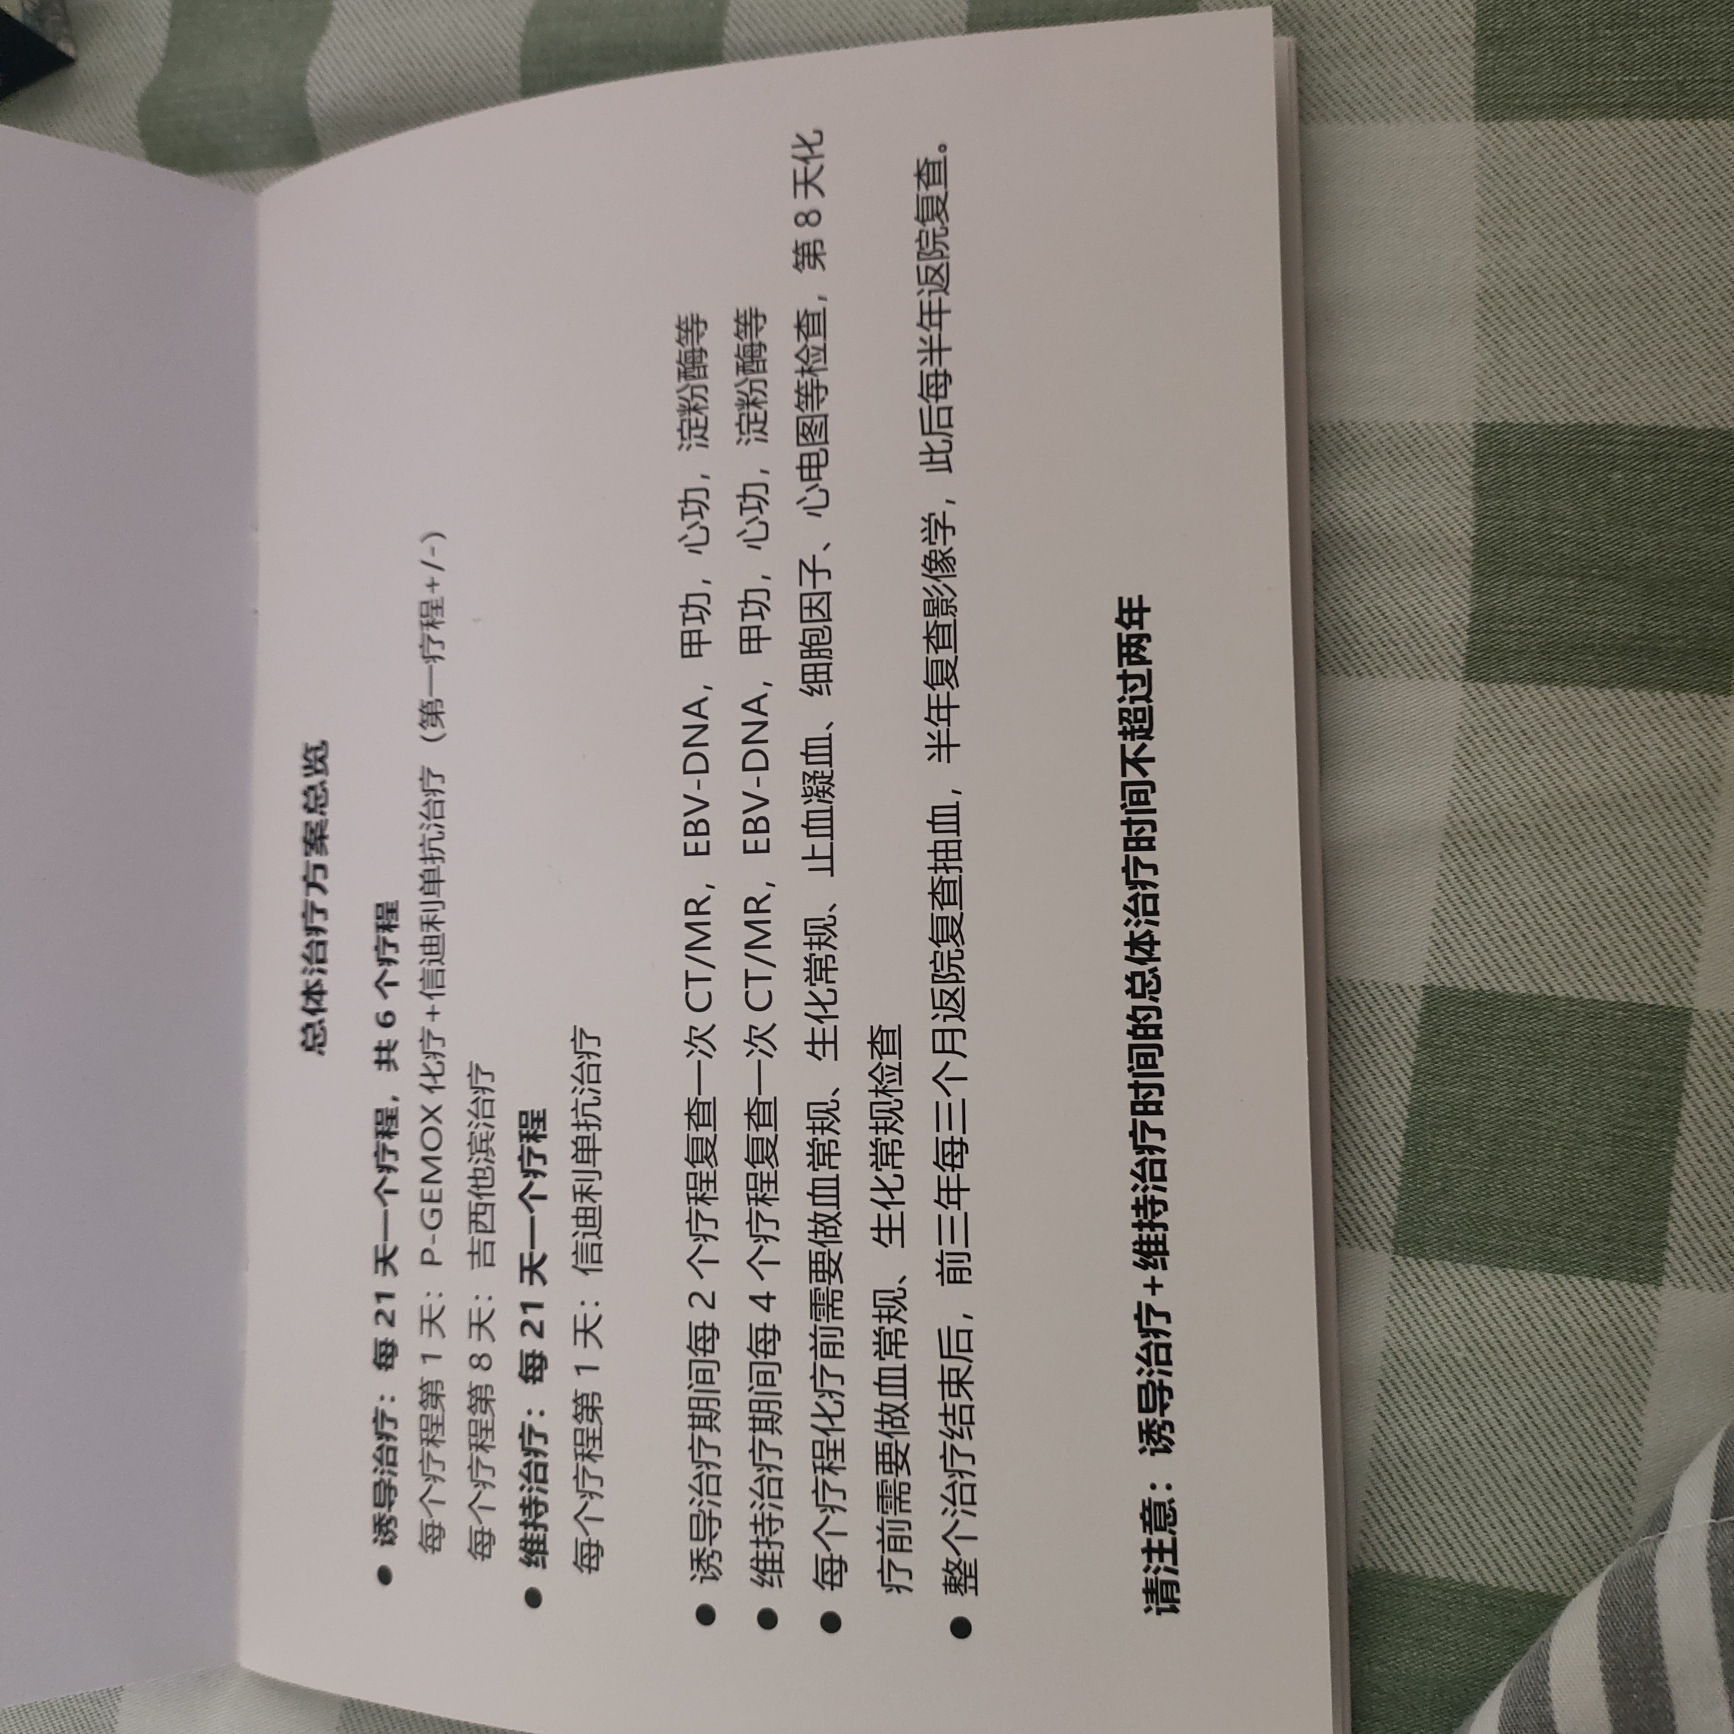 总体治疗方案总览
● 诱导治疗：每 21 天一个疗程，共 6 个疗程
每个疗程第 1 天：P-GEMOX 化疗+信迪利单抗治疗（第一疗程+/-）
每个疗程第 8 天：吉西他滨治疗
● 维持治疗：每 21 天一个疗程
每个疗程第 1 天：信迪利单抗治疗
● 诱导治疗期间每 2 个疗程复查一次 CT/MR，EBV-DNA，甲功，心功，淀粉酶等
● 维持治疗期间每 4 个疗程复查一次 CT/MR，EBV-DNA，甲功，心功，淀粉酶等
● 每个疗程化疗前需要做血常规、生化常规、止血凝血、细胞因子、心电图等检查，第 8 天化
疗前需要做血常规、生化常规检查
● 整个治疗结束后，前三年每三个月返院复查抽血，半年复查影像学，此后每半年返院复查。
请注意：诱导治疗+维持治疗时间的总体治疗时间不超过两年